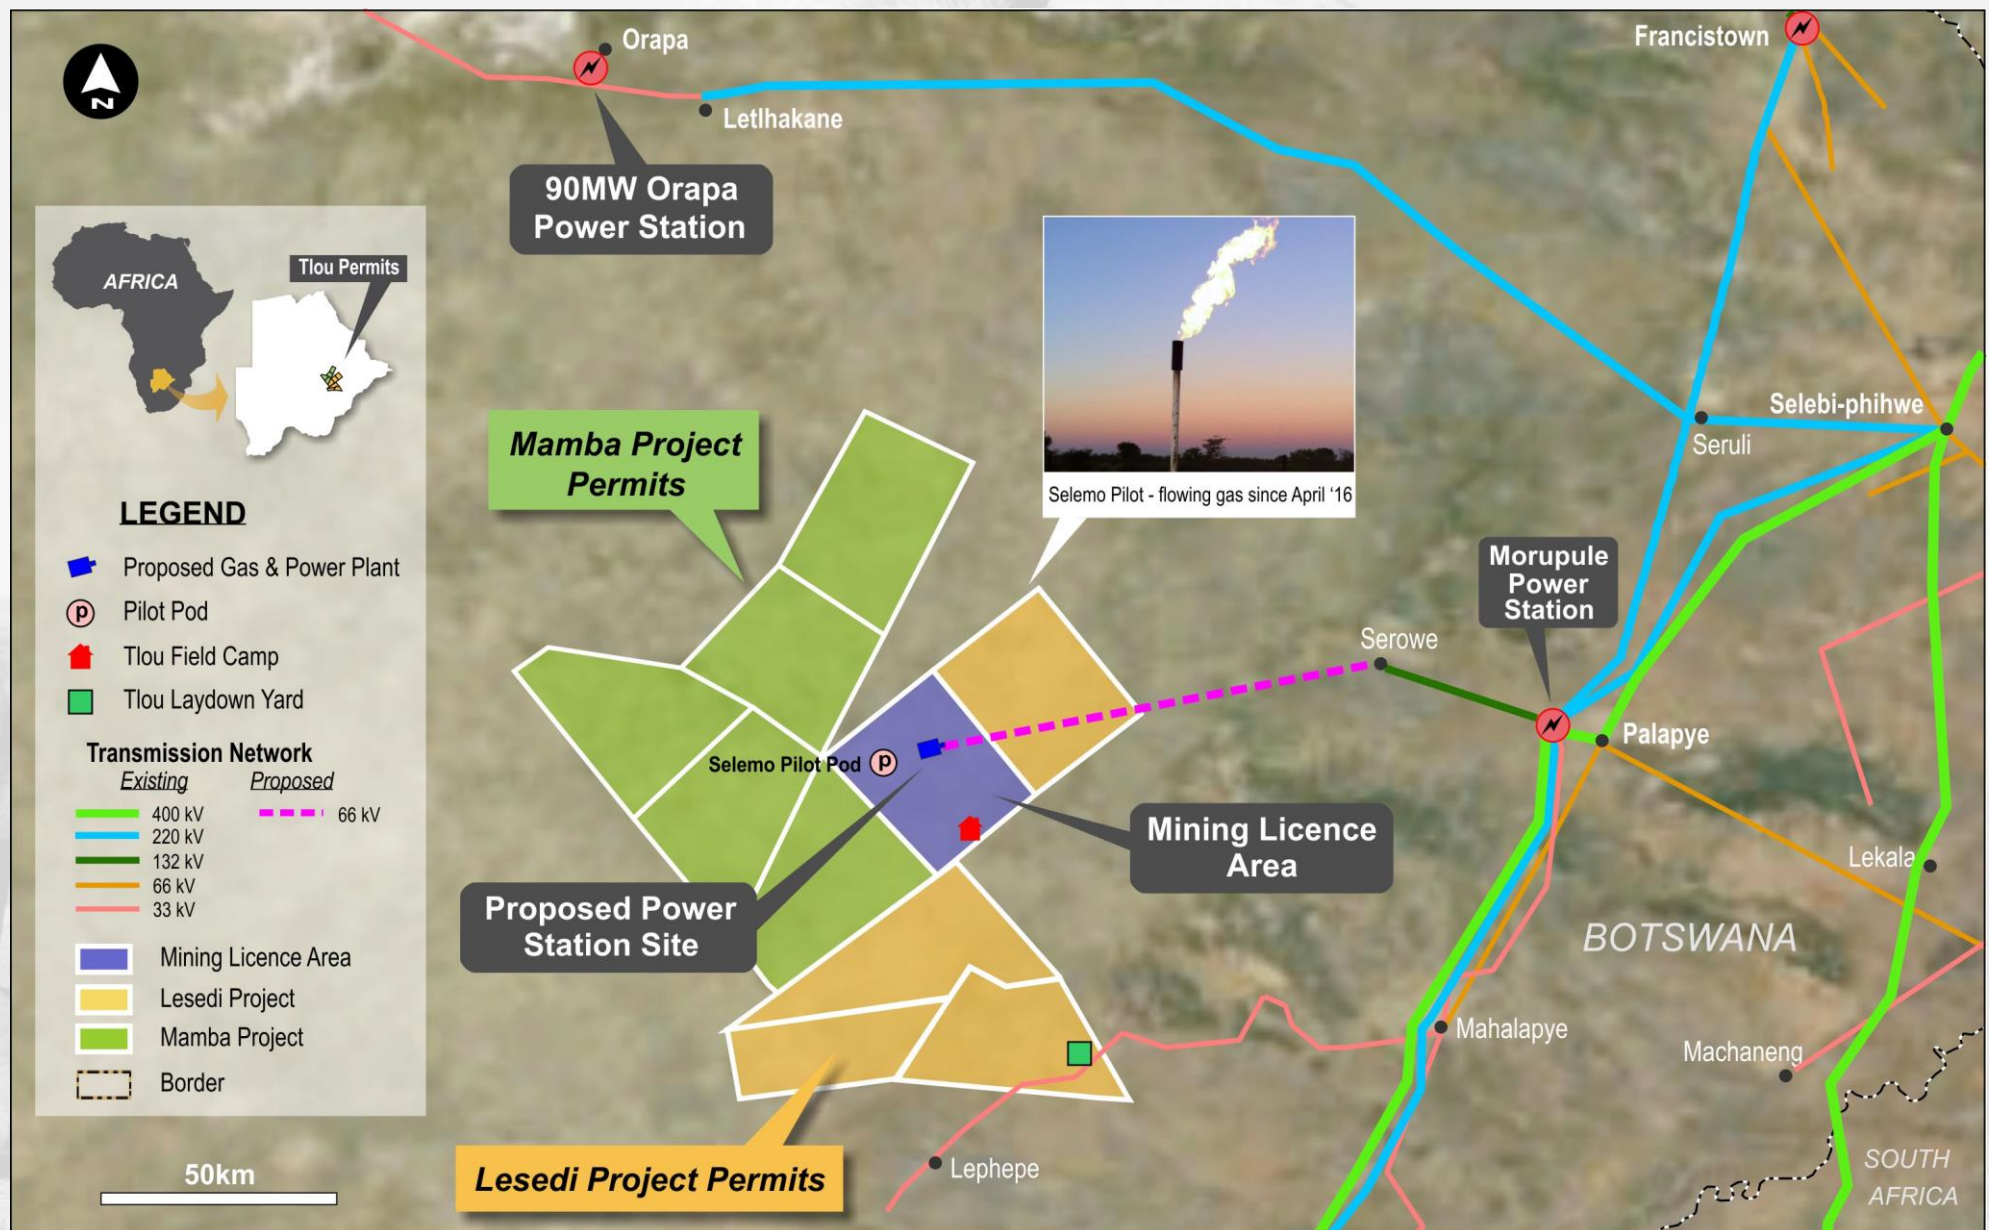 N
Orapa
Letlhakane
90MW Orapa
Power Station
Francistown
AFRICA
Tlou Permits
LEGEND
Proposed Gas & Power Plant
p
Pilot Pod
Tlou Field Camp
Tlou Laydown Yard
Transmission Network
Existing
Proposed
400 kV
66 kV
220 kV
132 kV
66 kV
33 kV
Mining Licence Area
Lesedi Project
Mamba Project
Border
50km
Mamba Project
Permits
Selemo Pilot - flowing gas since April ‘16
Selebi-phihwe
Seruli
Morupule
Power
Station
Serowe
Palapye
Selemo Pilot Pod
p
Mining Licence
Area
Proposed Power
Station Site
Lekala
BOTSWANA
Mahalapye
Machaneng
Lesedi Project Permits
Lephepe
SOUTH
AFRICA